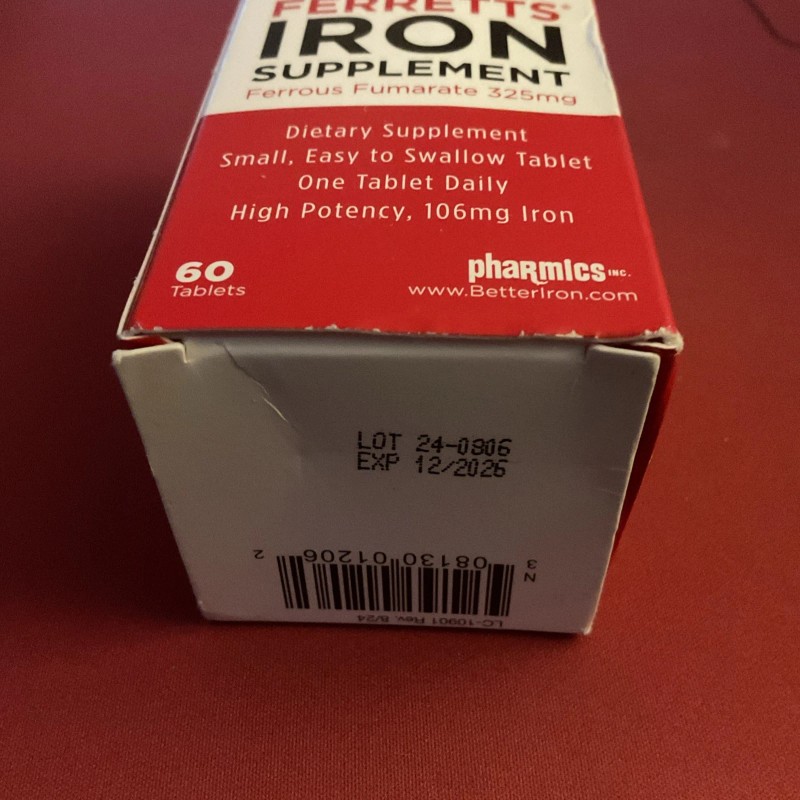 FERRETTS®
IRON
SUPPLEMENT
Ferrous Fumarate 325mg
Dietary Supplement
Small, Easy to Swallow Tablet
One Tablet Daily
High Potency, 106mg Iron
60
Tablets
pharmics INC.
www.BetterIron.com
LOT 24-0806
EXP 12/2026
N
3 08130 01206 2
LC-10901 Rev. 8/24